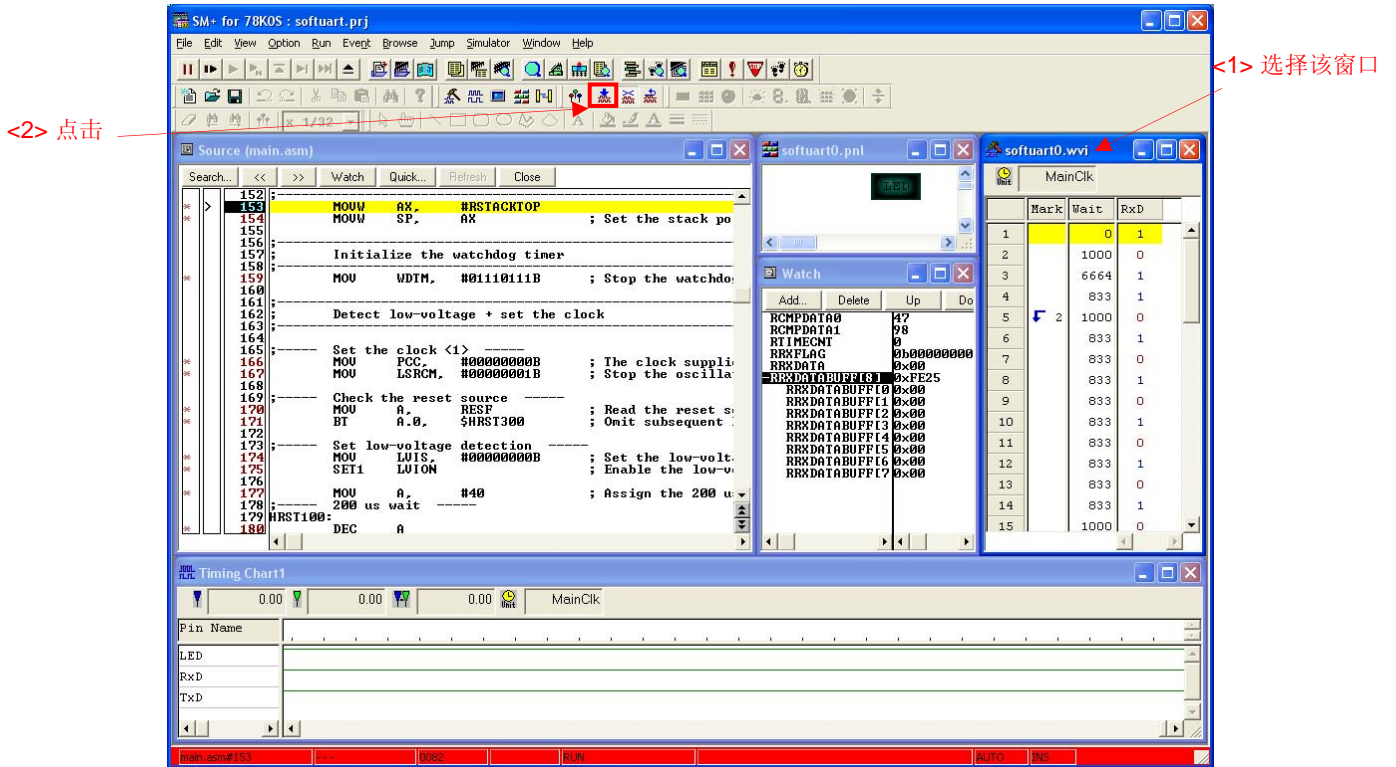 SM+ for 78K0S : softuart.prj
File Edit View Option Run Event Browse Jump Simulator Window Help
<1> 选择该窗口
x 1/32
<2> 点击
Source (main.asm)
Search... << >> Watch Quick... Refresh Close
152 ;
153 MOVW AX, #RSTACKTOP
154 MOVW SP, AX ; Set the stack po
155
156 ;
157 ; Initialize the watchdog timer
158 ;
159 MOV WDTM, #01110111B ; Stop the watchdo
160
161 ;
162 ; Detect low-voltage + set the clock
163 ;
164
165 ;----- Set the clock <1> -----
166 MOV PCC, #00000000B ; The clock suppli
167 MOV LSRCM, #00000001B ; Stop the oscilla
168
169 ;----- Check the reset source -----
170 MOV A, RESF ; Read the reset s
171 BT A.0, $HRST300 ; Omit subsequent
172
173 ;----- Set low-voltage detection -----
174 MOV LVIS, #00000000B ; Set the low-volt
175 SET1 LVION ; Enable the low-v
176
177 MOV A, #40 ; Assign the 200 u
178 ;----- 200 us wait -----
179 HRST100:
180 DEC A
softuart0.pnl
LED
Watch
Add... Delete Up Do
RCMPDATA0 47
RCMPDATA1 98
RTIMECNT 0
RRXFLAG 0b00000000
RRXDATA 0x00
-RRXDATABUFF[8] 0xFE25
RRXDATABUFF[0 0x00
RRXDATABUFF[1 0x00
RRXDATABUFF[2 0x00
RRXDATABUFF[3 0x00
RRXDATABUFF[4 0x00
RRXDATABUFF[5 0x00
RRXDATABUFF[6 0x00
RRXDATABUFF[7 0x00
softuart0.wvi
Unit MainClk
Mark Wait RxD
1 0 1
2 1000 0
3 6664 1
4 833 1
5 2 1000 0
6 833 1
7 833 0
8 833 1
9 833 0
10 833 1
11 833 0
12 833 1
13 833 0
14 833 1
15 1000 0
Timing Chart1
0.00 0.00 0.00 Unit MainClk
Pin Name
LED
RxD
TxD
main.asm#153 --- 0082 RUN AUTO INS